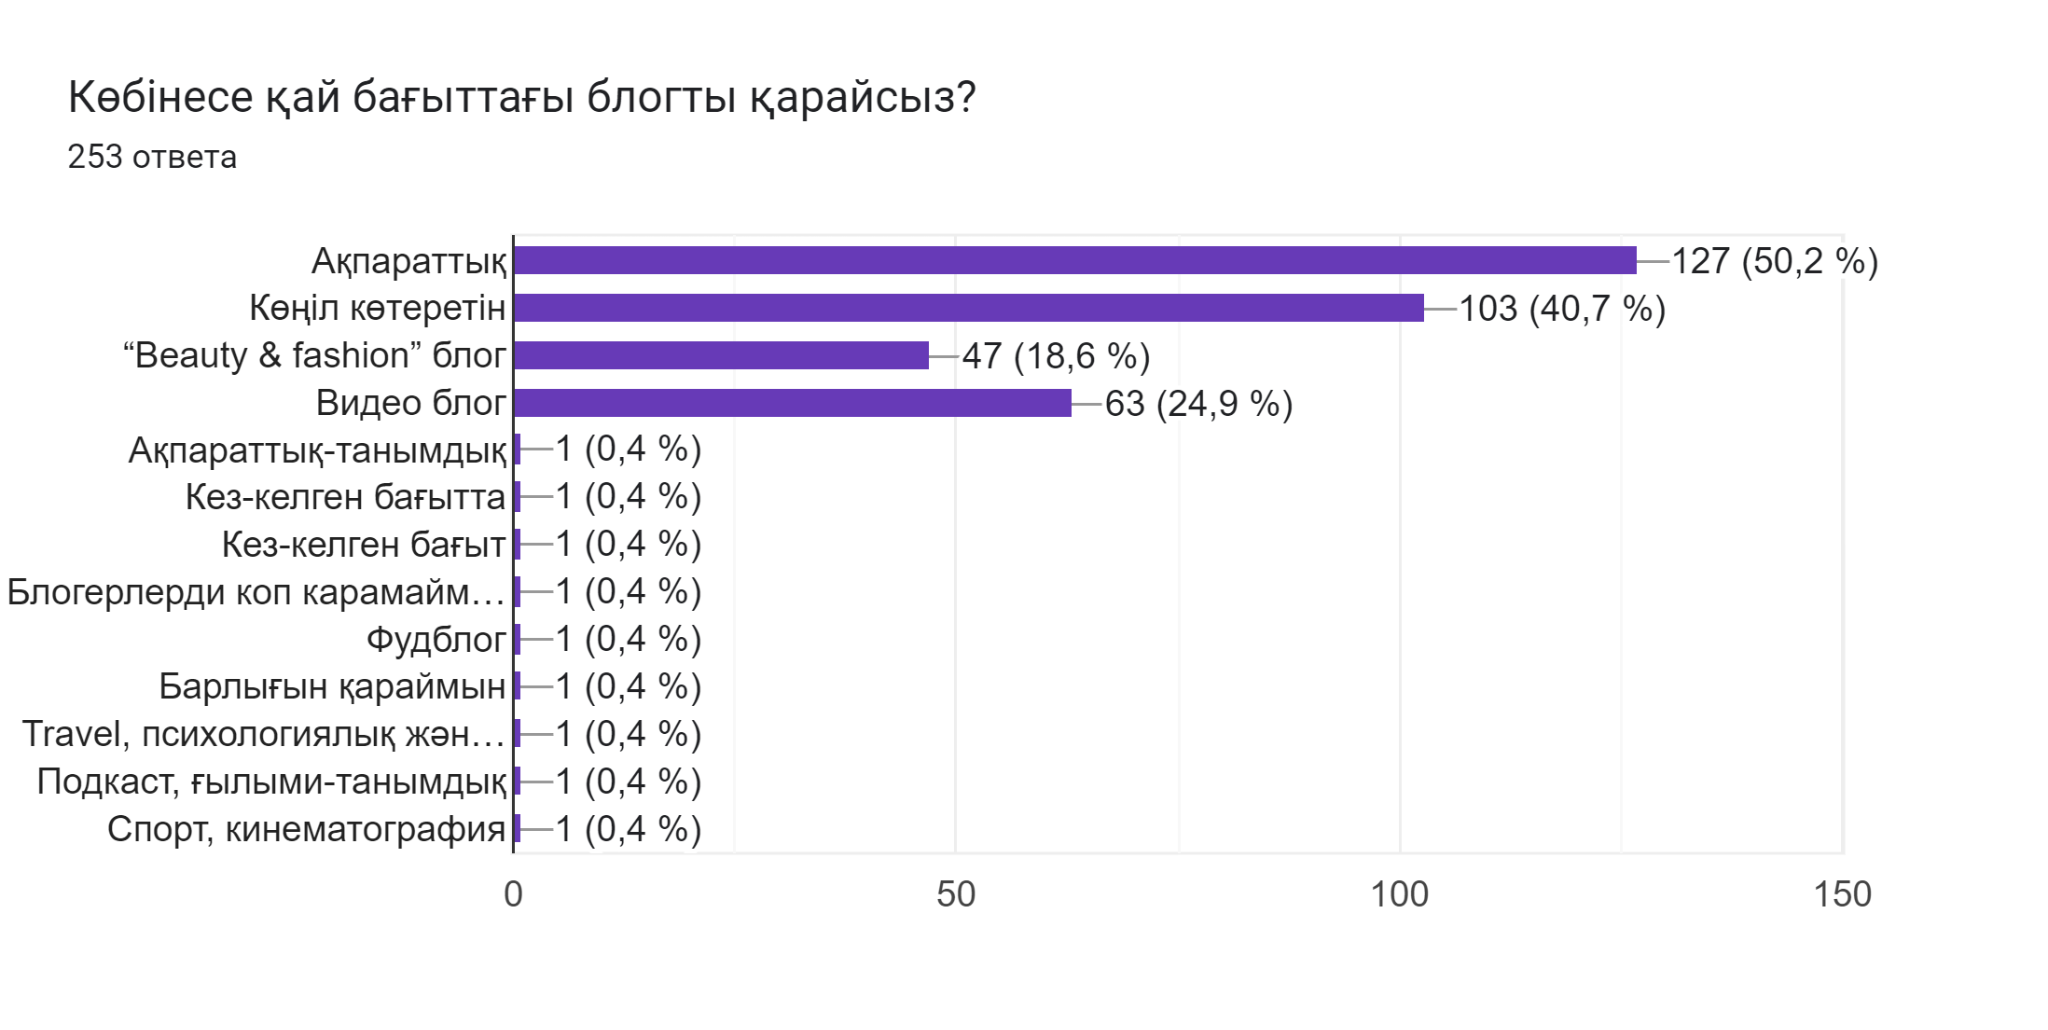 Көбінесе қай бағыттағы блогты қарайсыз?
253 ответа
Ақпараттық 127 (50,2 %)
Көңіл көтеретін 103 (40,7 %)
“Beauty & fashion” блог 47 (18,6 %)
Видео блог 63 (24,9 %)
Ақпараттық-танымдық 1 (0,4 %)
Кез-келген бағытта 1 (0,4 %)
Кез-келген бағыт 1 (0,4 %)
Блогерлерди коп карамайм… 1 (0,4 %)
Фудблог 1 (0,4 %)
Барлығын қараймын 1 (0,4 %)
Travel, психологиялық жән… 1 (0,4 %)
Подкаст, ғылыми-танымдық 1 (0,4 %)
Спорт, кинематография 1 (0,4 %)
0 50 100 150